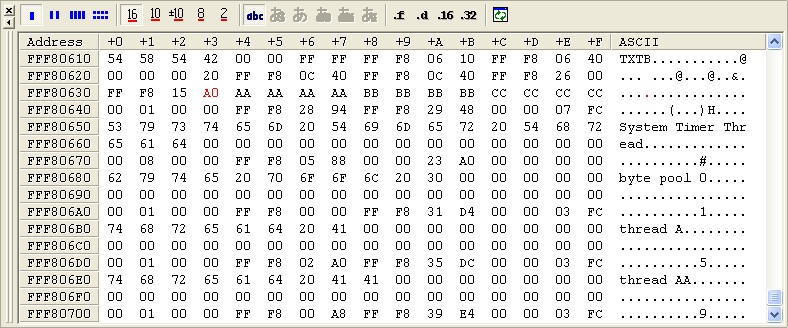 16 10 ±10 8 2 abc あ .f .d .16 .32
Address +0 +1 +2 +3 +4 +5 +6 +7 +8 +9 +A +B +C +D +E +F ASCII
FFF80610 54 58 54 42 00 00 FF FF FF F8 06 10 FF F8 06 40 TXTB...........@
FFF80620 00 00 00 20 FF F8 0C 40 FF F8 0C 40 FF F8 26 00 ... ...@...@..&.
FFF80630 FF F8 15 A0 AA AA AA AA BB BB BB BB CC CC CC CC ................
FFF80640 00 01 00 00 FF F8 28 94 FF F8 29 48 00 00 07 FC ......(...)H....
FFF80650 53 79 73 74 65 6D 20 54 69 6D 65 72 20 54 68 72 System Timer Thr
FFF80660 65 61 64 00 00 00 00 00 00 00 00 00 00 00 00 00 ead.............
FFF80670 00 08 00 00 FF F8 05 88 00 00 23 A0 00 00 00 00 ..........#.....
FFF80680 62 79 74 65 20 70 6F 6F 6C 20 30 00 00 00 00 00 byte pool 0.....
FFF80690 00 00 00 00 00 00 00 00 00 00 00 00 00 00 00 00 ................
FFF806A0 00 01 00 00 FF F8 00 00 FF F8 31 D4 00 00 03 FC ..........1.....
FFF806B0 74 68 72 65 61 64 20 41 00 00 00 00 00 00 00 00 thread A........
FFF806C0 00 00 00 00 00 00 00 00 00 00 00 00 00 00 00 00 ................
FFF806D0 00 01 00 00 FF F8 02 A0 FF F8 35 DC 00 00 03 FC ..........5.....
FFF806E0 74 68 72 65 61 64 20 41 41 00 00 00 00 00 00 00 thread AA.......
FFF806F0 00 00 00 00 00 00 00 00 00 00 00 00 00 00 00 00 ................
FFF80700 00 01 00 00 FF F8 00 A8 FF F8 39 E4 00 00 03 FC ..........9.....